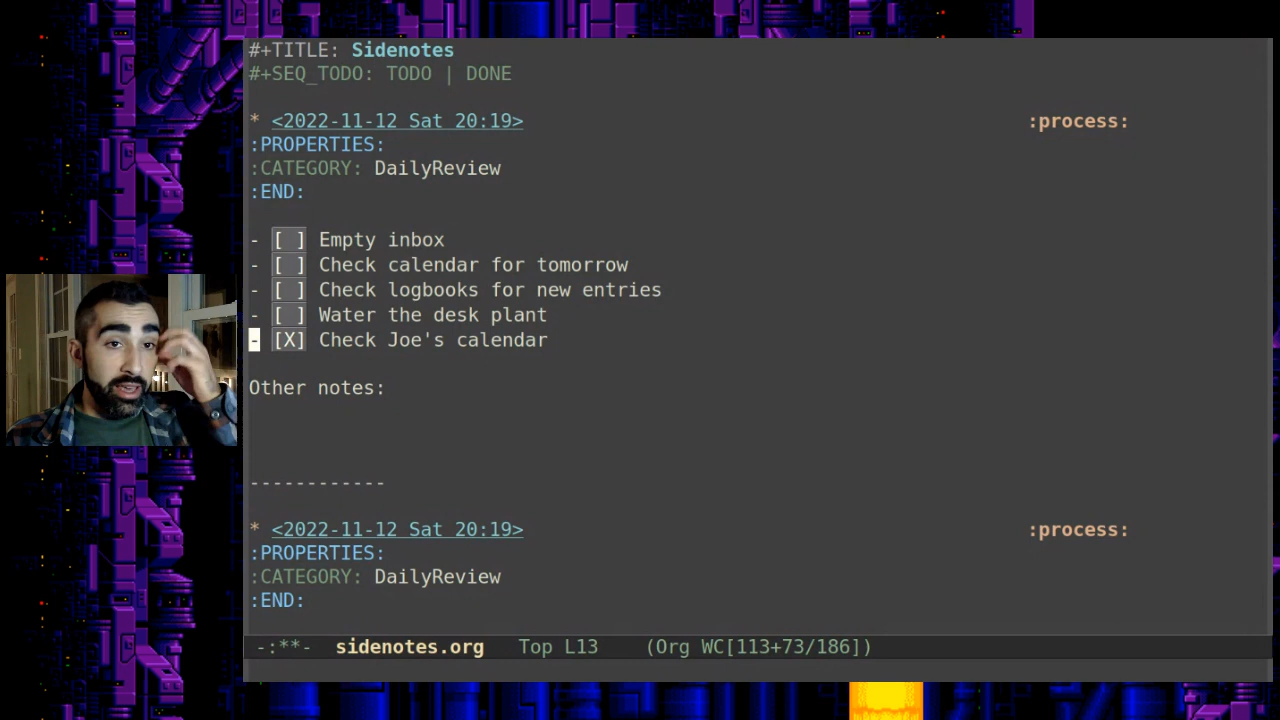 #+TITLE: Sidenotes
#+SEQ_TODO: TODO | DONE
* <2022-11-12 Sat 20:19> :process:
:PROPERTIES:
:CATEGORY: DailyReview
:END:
- [ ] Empty inbox
- [ ] Check calendar for tomorrow
- [ ] Check logbooks for new entries
- [ ] Water the desk plant
- [X] Check Joe's calendar
Other notes:
------------
* <2022-11-12 Sat 20:19> :process:
:PROPERTIES:
:CATEGORY: DailyReview
:END:
-:**- sidenotes.org Top L13 (Org WC[113+73/186])